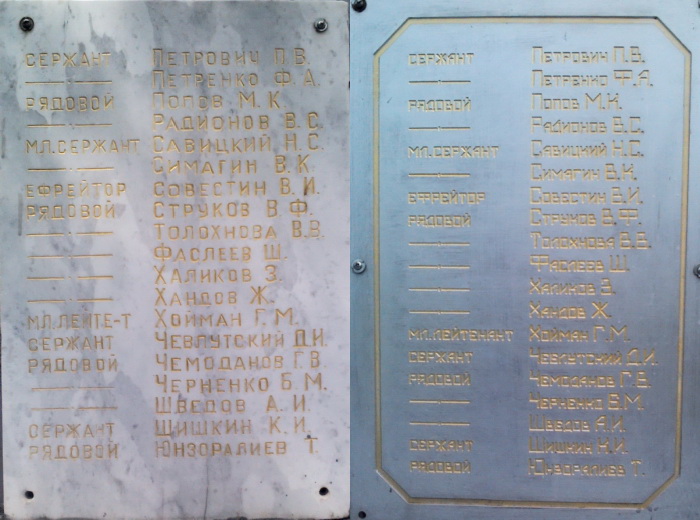 СЕРЖАНТ ПЕТРОВИЧ П.В.
—·— ПЕТРЕНКО Ф.А.
РЯДОВОЙ ПОПОВ М.К.
—·— РАДИОНОВ В.С.
МЛ.СЕРЖАНТ САВИЦКИЙ Н.С.
—·— СИМАГИН В.К.
ЕФРЕЙТОР СОВЕСТИН В.И.
РЯДОВОЙ СТРУКОВ В.Ф.
—·— ТОЛОХНОВА В.В.
—·— ФАСЛЕЕВ Ш.
—·— ХАЛИКОВ З.
—·— ХАНДОВ Ж.
МЛ.ЛЕЙТЕ-Т ХОЙМАН Г.М.
СЕРЖАНТ ЧЕВЛУТСКИЙ Д.И.
РЯДОВОЙ ЧЕМОДАНОВ Г.В.
—·— ЧЕРНЕНКО Б.М.
—·— ШВЕДОВ А.И.
СЕРЖАНТ ШИШКИН К.И.
РЯДОВОЙ ЮНЗОРАЛИЕВ Т.
СЕРЖАНТ ПЕТРОВИЧ П.В.
—·— ПЕТРЕНКО Ф.А.
РЯДОВОЙ ПОПОВ М.И.
—·— РАДИОНОВ В.С.
МЛ.СЕРЖАНТ САВИЦКИЙ Н.С.
—·— СИМАГИН В.И.
ЕФРЕЙТОР СОВЕСТИН В.И.
РЯДОВОЙ СТРУКОВ В.Ф.
—·— ТОЛОХНОВА В.В.
—·— ФАСЛЕЕВ Ш.
—·— ХАЛИКОВ З.
—·— ХАНДОВ Ж.
МЛ.ЛЕЙТЕНАНТ ХОЙМАН Г.М.
СЕРЖАНТ ЧЕВЛУТСКИЙ Д.И.
РЯДОВОЙ ЧЕМОДАНОВ Г.В.
—·— ЧЕРНЕНКО В.М.
—·— ШВЕДОВ А.И.
СЕРЖАНТ ШИШКИН К.И.
РЯДОВОЙ ЮНЗОРАЛИЕВ Т.